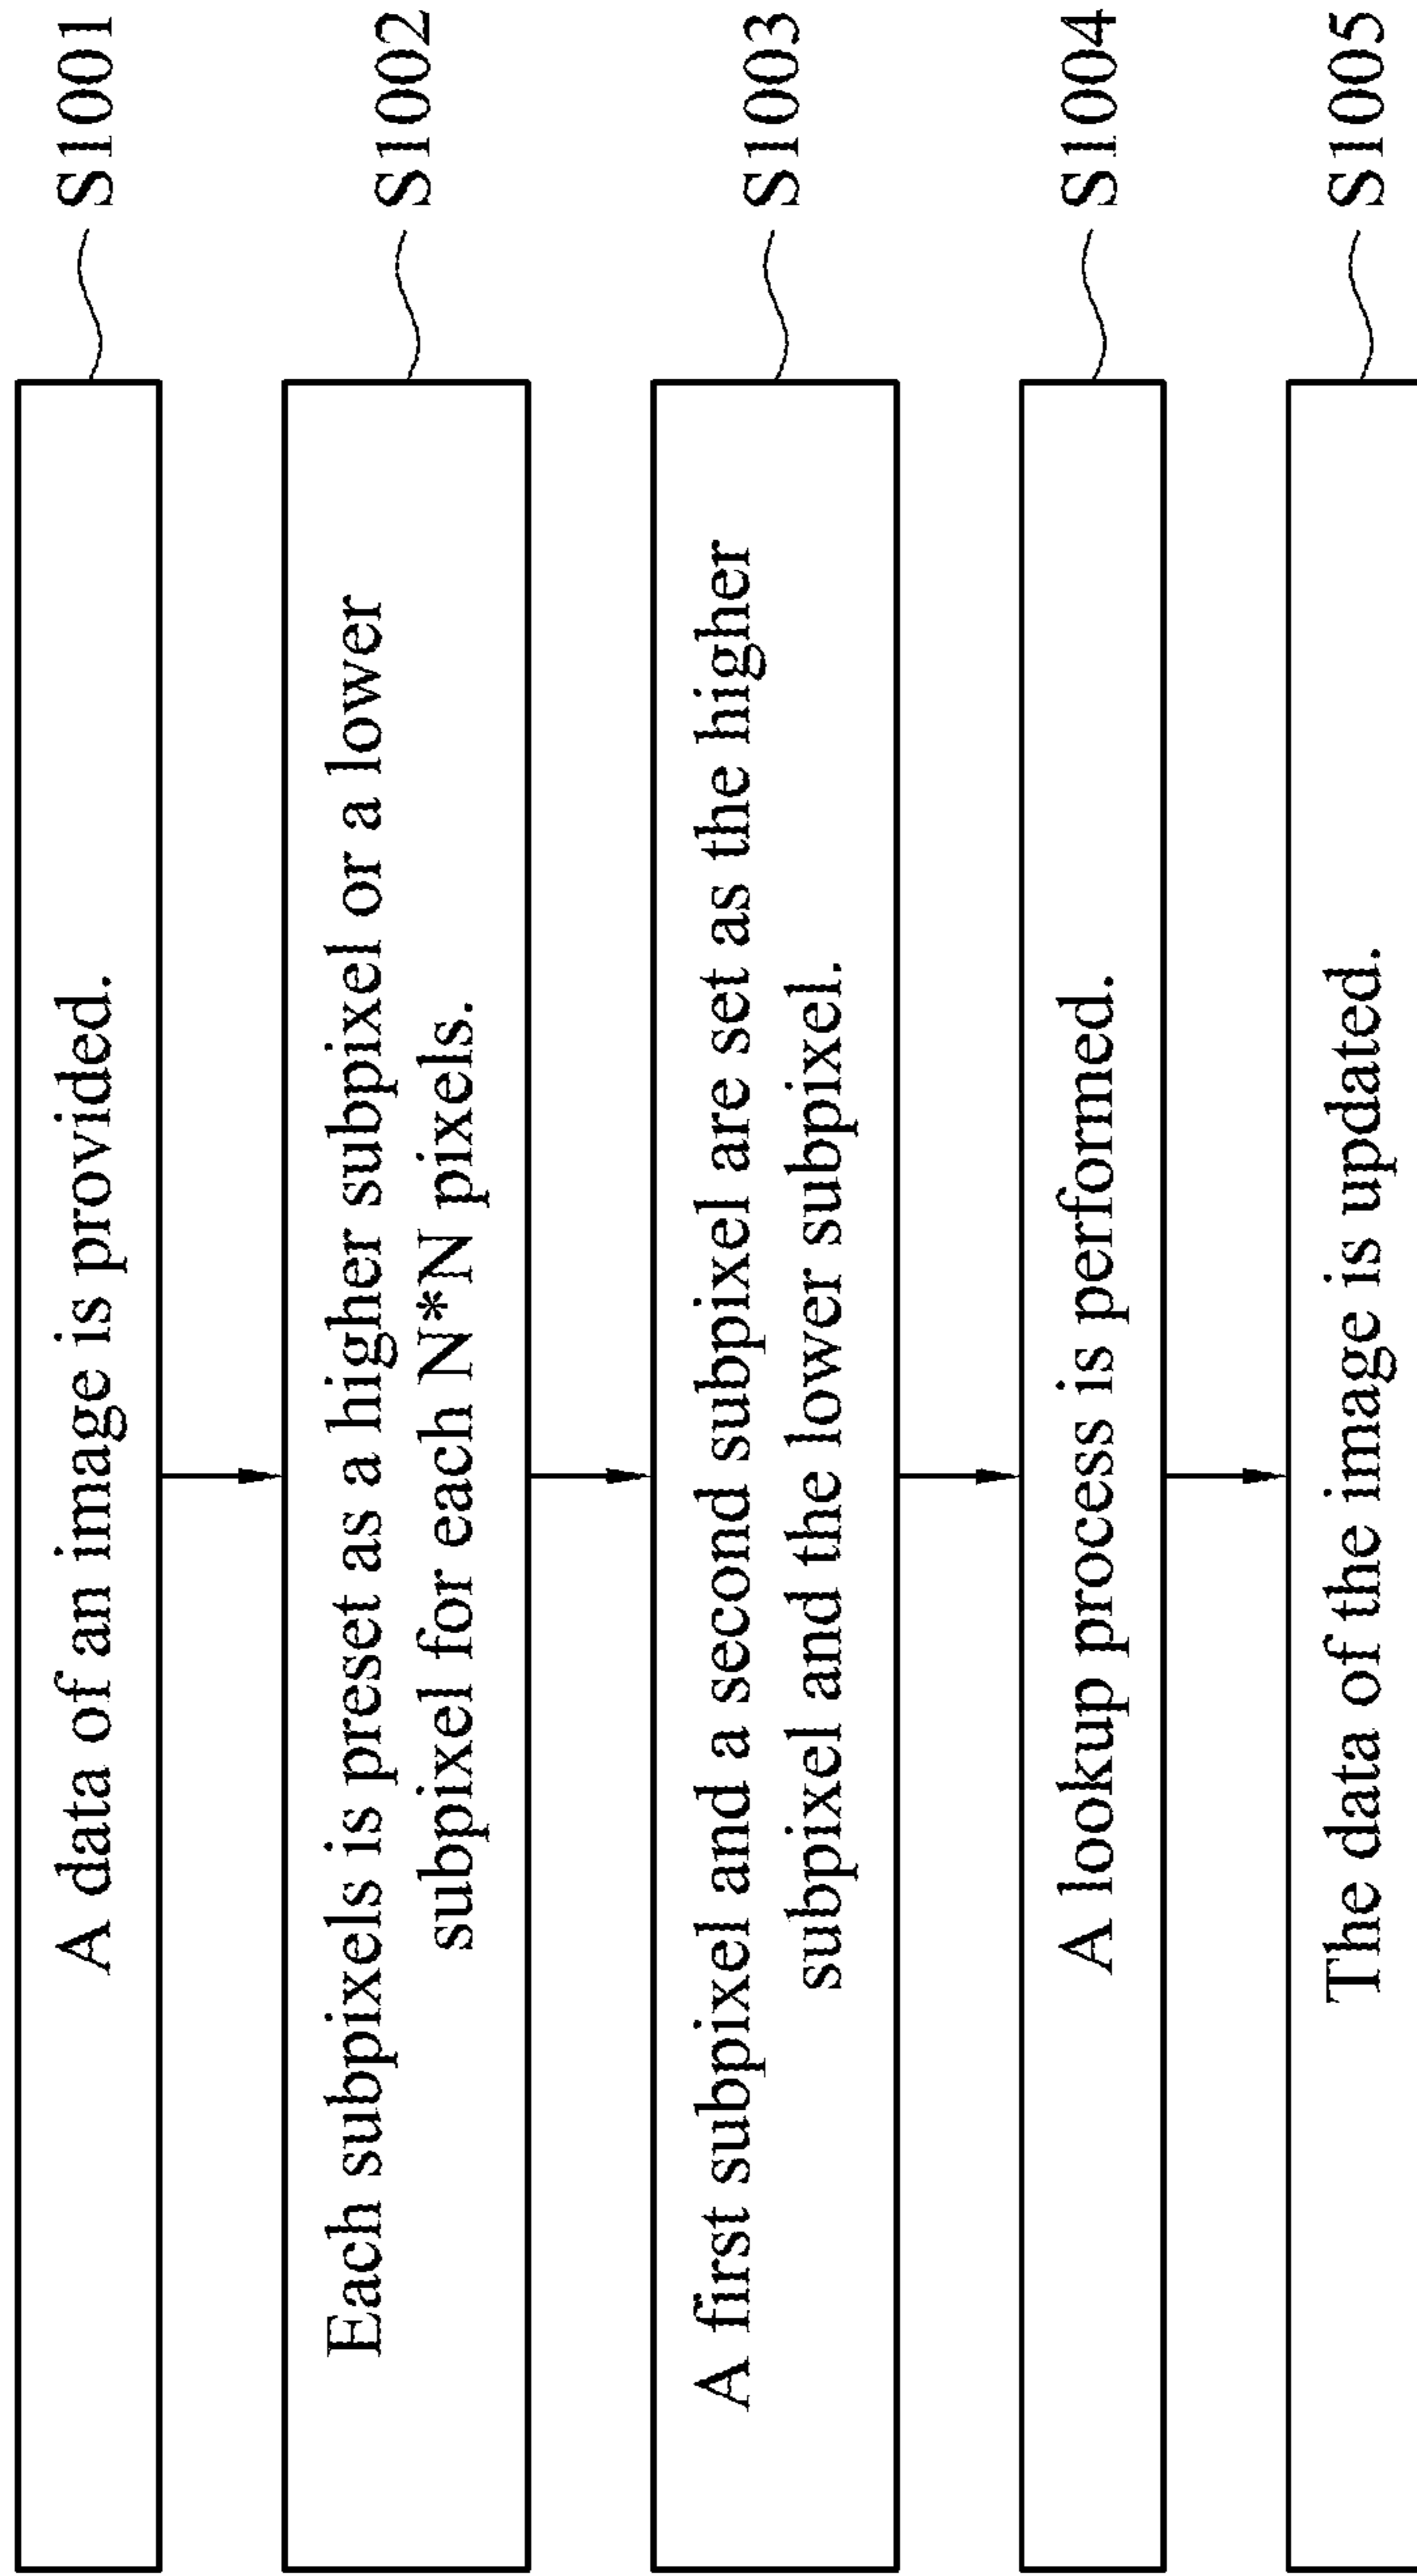 A data of an image is provided.
S1001
Each subpixels is preset as a higher subpixel or a lower
subpixel for each N*N pixels.
S1002
A first subpixel and a second subpixel are set as the higher
subpixel and the lower subpixel.
S1003
A lookup process is performed.
S1004
The data of the image is updated.
S1005